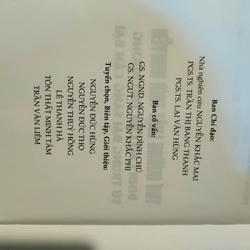 Ban Chỉ đạo:
Nhà nghiên cứu NGUYỄN KHẮC MAI
PGS.TS. TRẦN THỊ BĂNG THANH
PGS.TS. LẠI VĂN HÙNG
Ban cố vấn:
GS. NGND. NGUYỄN ĐÌNH CHÚ
GS. NGƯT. NGUYỄN KHẮC PHI
Tuyển chọn, Biên tập, Giới thiệu:
NGUYỄN ĐỨC HÙNG
NGUYỄN ĐỨC THỌ
NGUYỄN THUÝ HỒNG
LÊ THANH HÀ
TÔN THẤT MINH TÂM
TRẦN VĂN LIÊM